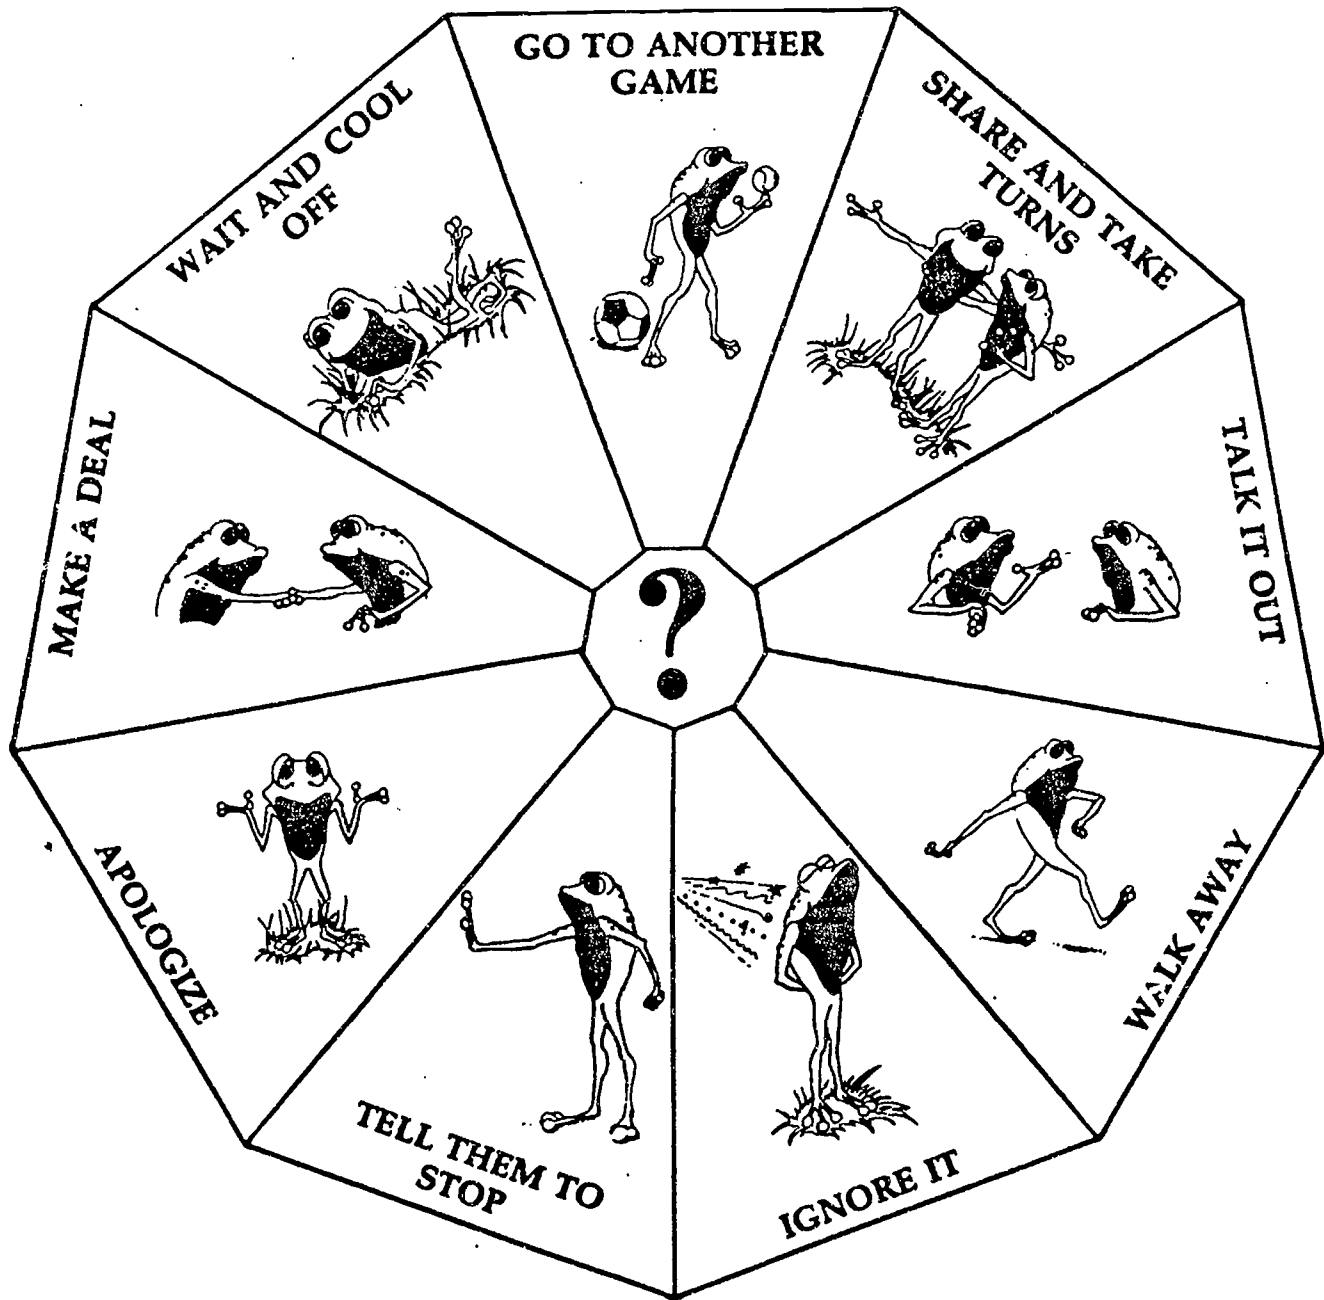 GO TO ANOTHER
GAME
SHARE AND TAKE
TURNS
TALK IT OUT
WALK AWAY
IGNORE IT
TELL THEM TO
STOP
APOLOGIZE
MAKE A DEAL
WAIT AND COOL
OFF
?